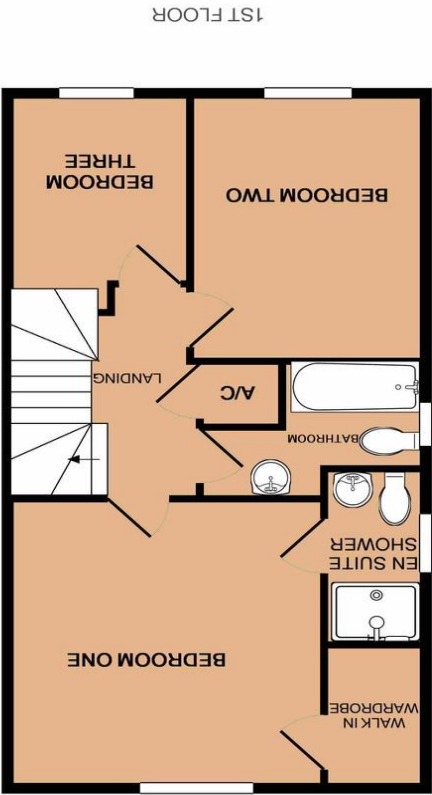 WALK IN
WARDROBE
BEDROOM ONE
EN SUITE
SHOWER
BATHROOM
A/C
LANDING
BEDROOM TWO
BEDROOM
THREE
1ST FLOOR